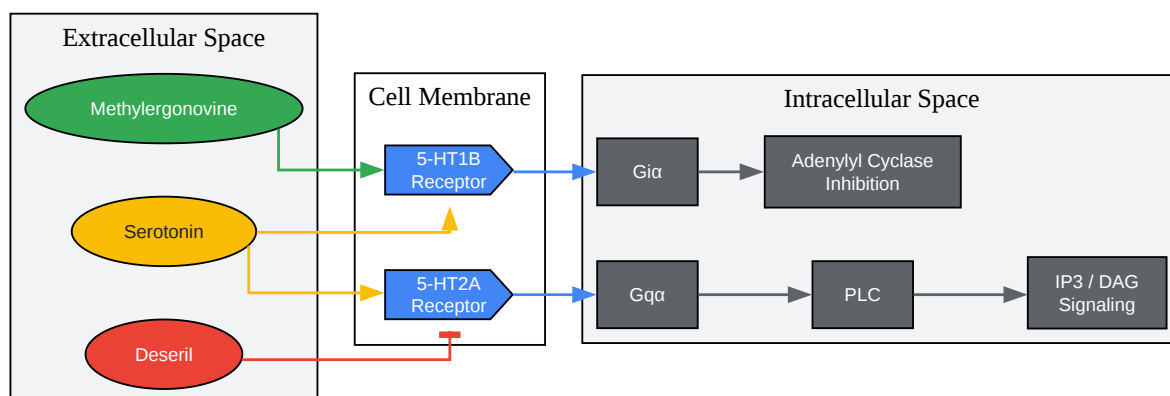 Extracellular Space
Methylergonovine
Serotonin
Deseril
Cell Membrane
5-HT1B
Receptor
5-HT2A
Receptor
Intracellular Space
Giα
Adenylyl Cyclase
Inhibition
Gqα
PLC
IP3 / DAG
Signaling